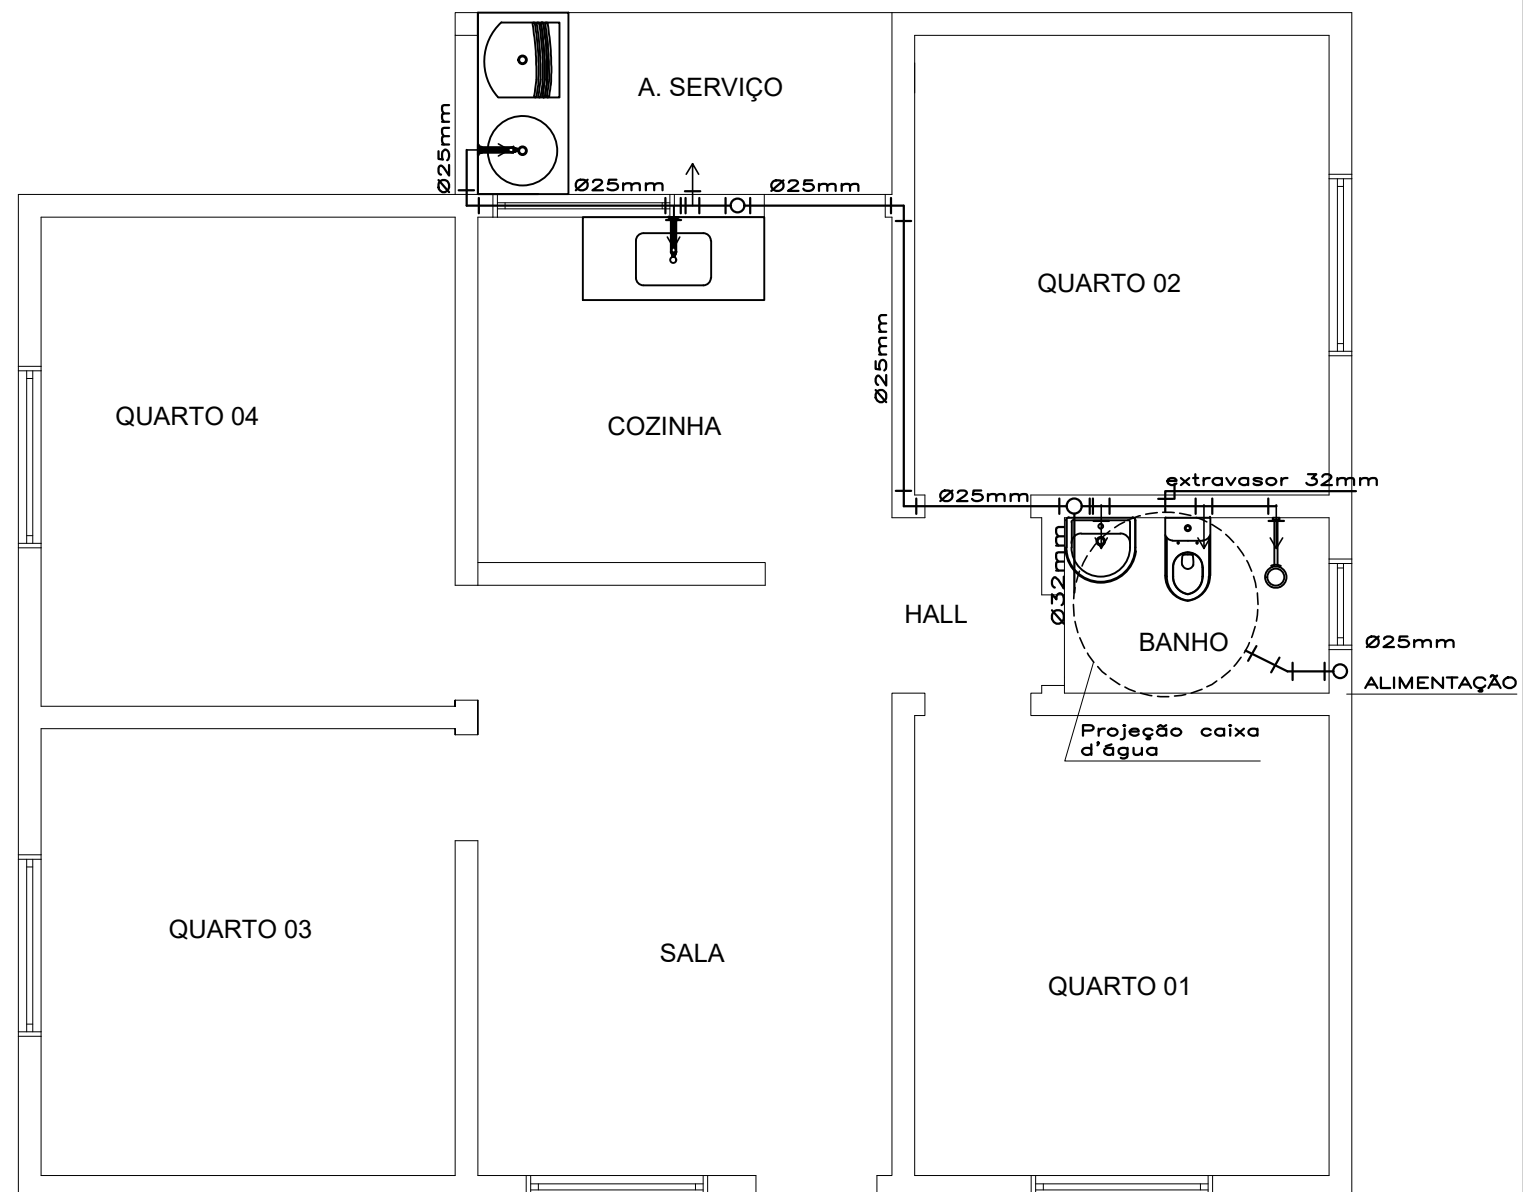 A. SERVIÇO
Ø25mm
Ø25mm
Ø25mm
QUARTO 02
Ø25mm
QUARTO 04
COZINHA
extravasor 32mm
Ø25mm
Ø32mm
HALL
BANHO
Ø25mm
ALIMENTAÇÃO
Projeção caixa
d'água
QUARTO 03
SALA
QUARTO 01